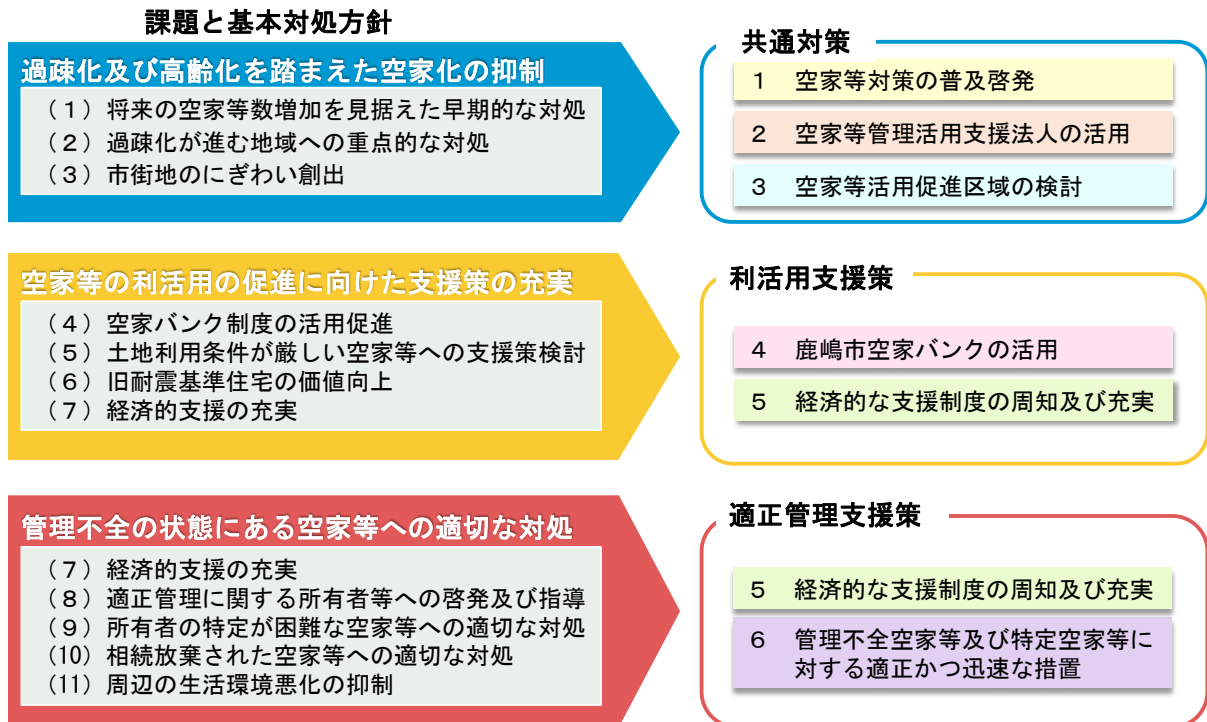 課題と基本対処方針
過疎化及び高齢化を踏まえた空家化の抑制
（１）将来の空家等数増加を見据えた早期的な対処
（２）過疎化が進む地域への重点的な対処
（３）市街地のにぎわい創出
共通対策
１　空家等対策の普及啓発
２　空家等管理活用支援法人の活用
３　空家等活用促進区域の検討
空家等の利活用の促進に向けた支援策の充実
（４）空家バンク制度の活用促進
（５）土地利用条件が厳しい空家等への支援策検討
（６）旧耐震基準住宅の価値向上
（７）経済的支援の充実
利活用支援策
４　鹿嶋市空家バンクの活用
５　経済的な支援制度の周知及び充実
管理不全の状態にある空家等への適切な対処
（７）経済的支援の充実
（８）適正管理に関する所有者等への啓発及び指導
（９）所有者の特定が困難な空家等への適切な対処
(10) 相続放棄された空家等への適切な対処
(11) 周辺の生活環境悪化の抑制
適正管理支援策
５　経済的な支援制度の周知及び充実
６　管理不全空家等及び特定空家等に
対する適正かつ迅速な措置